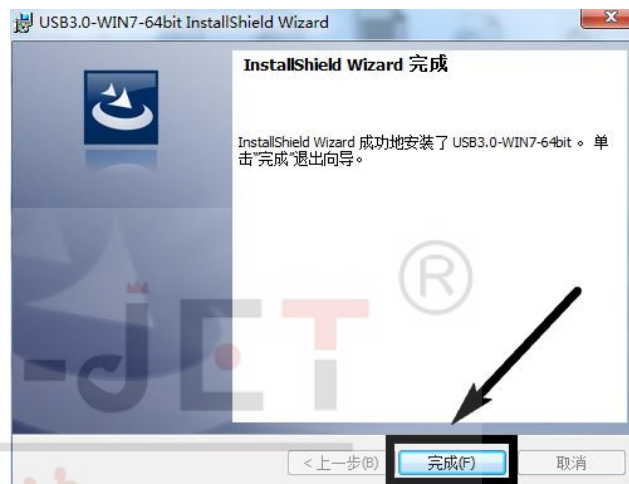 USB3.0-WIN7-64bit InstallShield Wizard
InstallShield Wizard 完成
InstallShield Wizard 成功地安装了 USB3.0-WIN7-64bit 。 单
击"完成"退出向导。
®
-JET
<上一步(B) 完成(F) 取消